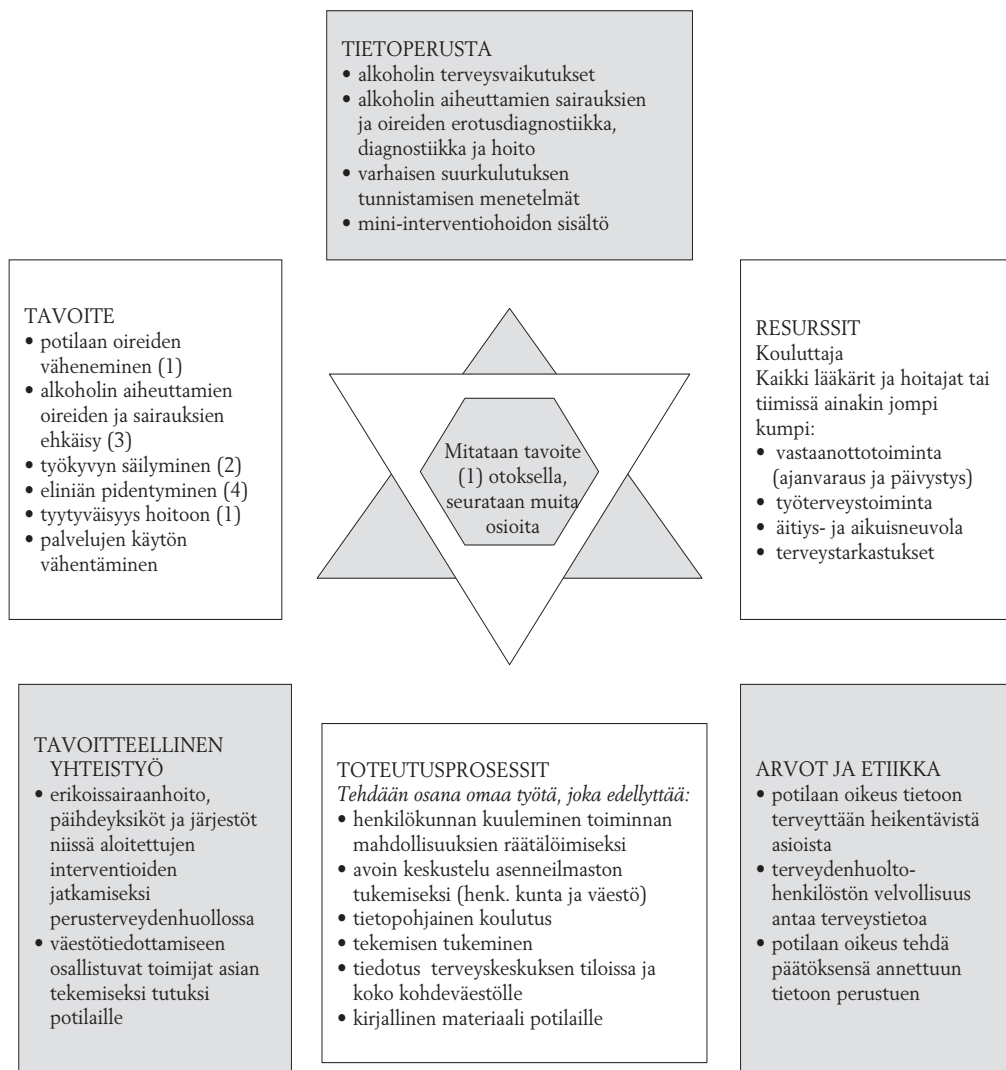 TIETOPERUSTA
• alkoholin terveysvaikutukset
• alkoholin aiheuttamien sairauksien
ja oireiden erotusdiagnostiikka,
diagnostiikka ja hoito
• varhaisen suurkulutuksen
tunnistamisen menetelmät
• mini-interventiohoidon sisältö
TAVOITE
• potilaan oireiden
väheneminen (1)
• alkoholin aiheuttamien
oireiden ja sairauksien
ehkäisy (3)
• työkyvyn säilyminen (2)
• eliniän pidentyminen (4)
• tyytyväisyys hoitoon (1)
• palvelujen käytön
vähentäminen
Mitataan tavoite
(1) otoksella,
seurataan muita
osioita
RESURSSIT
Kouluttaja
Kaikki lääkärit ja hoitajat tai
tiimissä ainakin jompi
kumpi:
• vastaanottotoiminta
(ajanvaraus ja päivystys)
• työterveystoiminta
• äitiys- ja aikuisneuvola
• terveystarkastukset
TAVOITTEELLINEN
YHTEISTYÖ
• erikoissairaanhoito,
päihdeyksiköt ja järjestöt
niissä aloitettujen
interventioiden
jatkamiseksi
perusterveydenhuollossa
• väestötiedottamiseen
osallistuvat toimijat asian
tekemiseksi tutuksi
potilaille
TOTEUTUSPROSESSIT
Tehdään osana omaa työtä, joka edellyttää:
• henkilökunnan kuuleminen toiminnan
mahdollisuuksien räätälöimiseksi
• avoin keskustelu asenneilmaston
tukemiseksi (henk. kunta ja väestö)
• tietopohjainen koulutus
• tekemisen tukeminen
• tiedotus terveyskeskuksen tiloissa ja
koko kohdeväestölle
• kirjallinen materiaali potilaille
ARVOT JA ETIIKKA
• potilaan oikeus tietoon
terveyttään heikentävistä
asioista
• terveydenhuolto-
henkilöstön velvollisuus
antaa terveystietoa
• potilaan oikeus tehdä
päätöksensä annettuun
tietoon perustuen